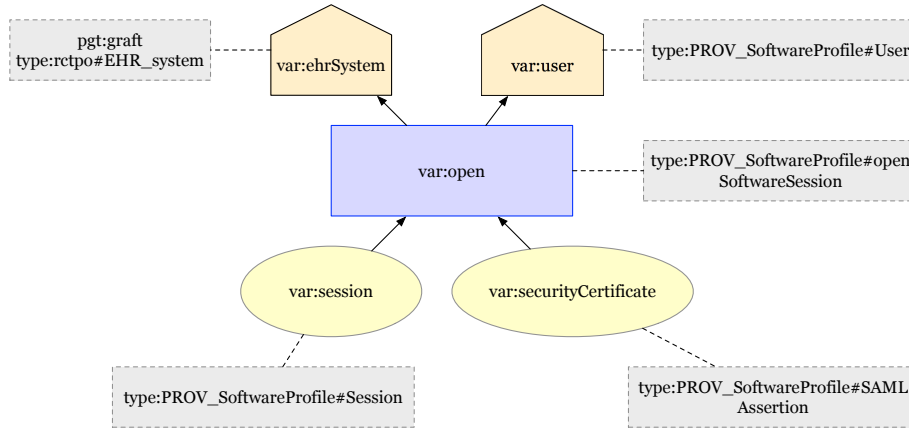 pgt:graft
type:rctpo#EHR_system
var:ehrSystem
var:user
type:PROV_SoftwareProfile#User
var:open
type:PROV_SoftwareProfile#open
SoftwareSession
var:session
var:securityCertificate
type:PROV_SoftwareProfile#Session
type:PROV_SoftwareProfile#SAML
Assertion